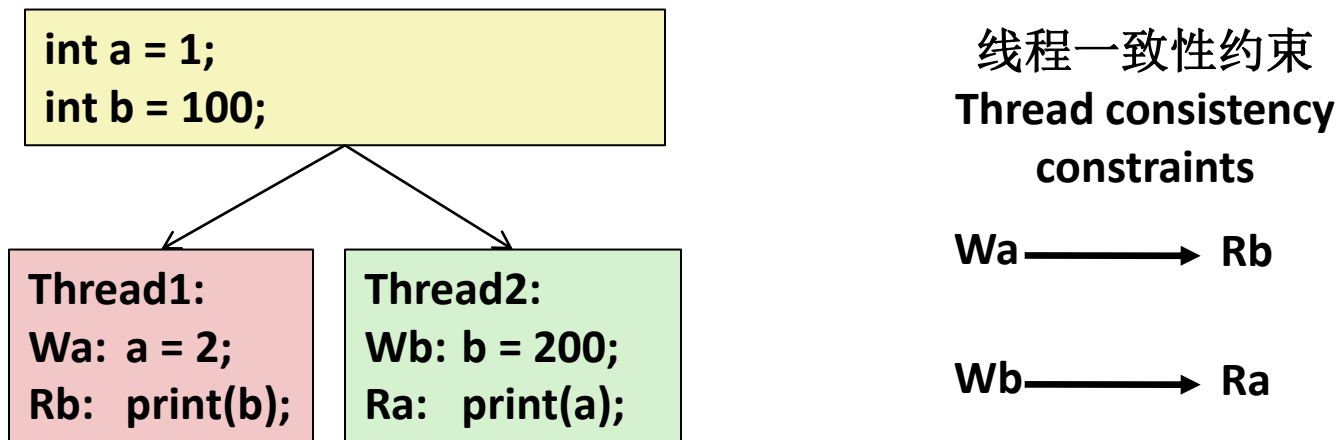 int a = 1;
int b = 100;
线程一致性约束
Thread consistency
constraints
Wa Rb
Wb Ra
Thread1:
Wa: a = 2;
Rb: print(b);
Thread2:
Wb: b = 200;
Ra: print(a);